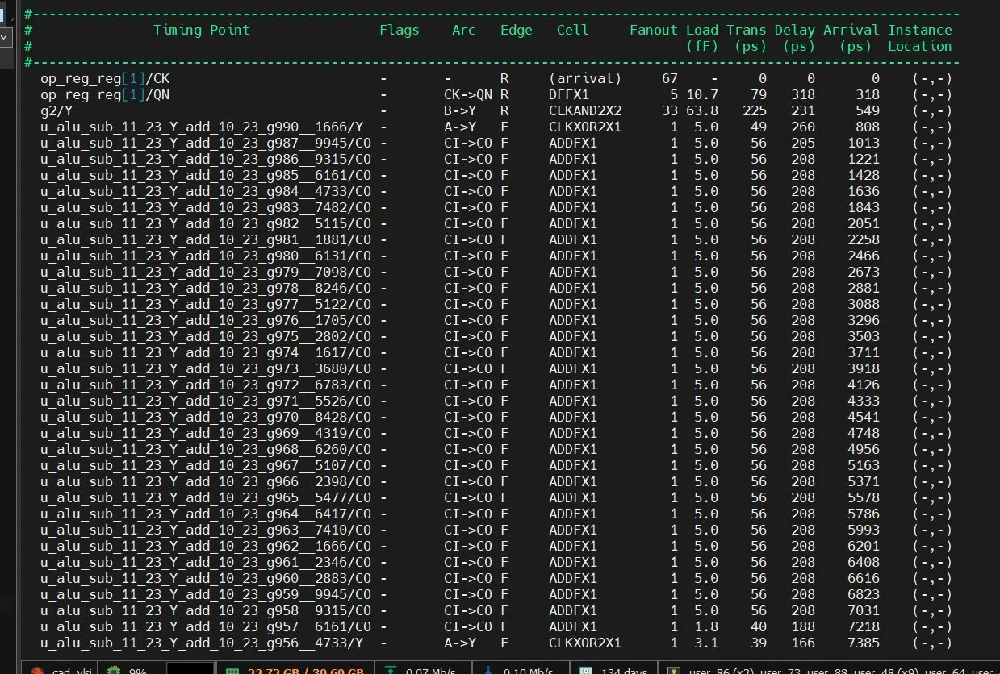 #-------------------------------------------------------------------------------------------------------------------
# Timing Point Flags Arc Edge Cell Fanout Load Trans Delay Arrival Instance
# (fF) (ps) (ps) (ps) Location
#-------------------------------------------------------------------------------------------------------------------
op_reg_reg[1]/CK - - R (arrival) 67 - 0 0 0 (-,-)
op_reg_reg[1]/QN - CK->QN R DFFX1 5 10.7 79 318 318 (-,-)
g2/Y - B->Y R CLKAND2X2 33 63.8 225 231 549 (-,-)
u_alu_sub_11_23_Y_add_10_23_g990__1666/Y - A->Y F CLKXOR2X1 1 5.0 49 260 808 (-,-)
u_alu_sub_11_23_Y_add_10_23_g987__9945/CO - CI->CO F ADDFX1 1 5.0 56 205 1013 (-,-)
u_alu_sub_11_23_Y_add_10_23_g986__9315/CO - CI->CO F ADDFX1 1 5.0 56 208 1221 (-,-)
u_alu_sub_11_23_Y_add_10_23_g985__6161/CO - CI->CO F ADDFX1 1 5.0 56 208 1428 (-,-)
u_alu_sub_11_23_Y_add_10_23_g984__4733/CO - CI->CO F ADDFX1 1 5.0 56 208 1636 (-,-)
u_alu_sub_11_23_Y_add_10_23_g983__7482/CO - CI->CO F ADDFX1 1 5.0 56 208 1843 (-,-)
u_alu_sub_11_23_Y_add_10_23_g982__5115/CO - CI->CO F ADDFX1 1 5.0 56 208 2051 (-,-)
u_alu_sub_11_23_Y_add_10_23_g981__1881/CO - CI->CO F ADDFX1 1 5.0 56 208 2258 (-,-)
u_alu_sub_11_23_Y_add_10_23_g980__6131/CO - CI->CO F ADDFX1 1 5.0 56 208 2466 (-,-)
u_alu_sub_11_23_Y_add_10_23_g979__7098/CO - CI->CO F ADDFX1 1 5.0 56 208 2673 (-,-)
u_alu_sub_11_23_Y_add_10_23_g978__8246/CO - CI->CO F ADDFX1 1 5.0 56 208 2881 (-,-)
u_alu_sub_11_23_Y_add_10_23_g977__5122/CO - CI->CO F ADDFX1 1 5.0 56 208 3088 (-,-)
u_alu_sub_11_23_Y_add_10_23_g976__1705/CO - CI->CO F ADDFX1 1 5.0 56 208 3296 (-,-)
u_alu_sub_11_23_Y_add_10_23_g975__2802/CO - CI->CO F ADDFX1 1 5.0 56 208 3503 (-,-)
u_alu_sub_11_23_Y_add_10_23_g974__1617/CO - CI->CO F ADDFX1 1 5.0 56 208 3711 (-,-)
u_alu_sub_11_23_Y_add_10_23_g973__3680/CO - CI->CO F ADDFX1 1 5.0 56 208 3918 (-,-)
u_alu_sub_11_23_Y_add_10_23_g972__6783/CO - CI->CO F ADDFX1 1 5.0 56 208 4126 (-,-)
u_alu_sub_11_23_Y_add_10_23_g971__5526/CO - CI->CO F ADDFX1 1 5.0 56 208 4333 (-,-)
u_alu_sub_11_23_Y_add_10_23_g970__8428/CO - CI->CO F ADDFX1 1 5.0 56 208 4541 (-,-)
u_alu_sub_11_23_Y_add_10_23_g969__4319/CO - CI->CO F ADDFX1 1 5.0 56 208 4748 (-,-)
u_alu_sub_11_23_Y_add_10_23_g968__6260/CO - CI->CO F ADDFX1 1 5.0 56 208 4956 (-,-)
u_alu_sub_11_23_Y_add_10_23_g967__5107/CO - CI->CO F ADDFX1 1 5.0 56 208 5163 (-,-)
u_alu_sub_11_23_Y_add_10_23_g966__2398/CO - CI->CO F ADDFX1 1 5.0 56 208 5371 (-,-)
u_alu_sub_11_23_Y_add_10_23_g965__5477/CO - CI->CO F ADDFX1 1 5.0 56 208 5578 (-,-)
u_alu_sub_11_23_Y_add_10_23_g964__6417/CO - CI->CO F ADDFX1 1 5.0 56 208 5786 (-,-)
u_alu_sub_11_23_Y_add_10_23_g963__7410/CO - CI->CO F ADDFX1 1 5.0 56 208 5993 (-,-)
u_alu_sub_11_23_Y_add_10_23_g962__1666/CO - CI->CO F ADDFX1 1 5.0 56 208 6201 (-,-)
u_alu_sub_11_23_Y_add_10_23_g961__2346/CO - CI->CO F ADDFX1 1 5.0 56 208 6408 (-,-)
u_alu_sub_11_23_Y_add_10_23_g960__2883/CO - CI->CO F ADDFX1 1 5.0 56 208 6616 (-,-)
u_alu_sub_11_23_Y_add_10_23_g959__9945/CO - CI->CO F ADDFX1 1 5.0 56 208 6823 (-,-)
u_alu_sub_11_23_Y_add_10_23_g958__9315/CO - CI->CO F ADDFX1 1 5.0 56 208 7031 (-,-)
u_alu_sub_11_23_Y_add_10_23_g957__6161/CO - CI->CO F ADDFX1 1 1.8 40 188 7218 (-,-)
u_alu_sub_11_23_Y_add_10_23_g956__4733/Y - A->Y F CLKXOR2X1 1 3.1 39 166 7385 (-,-)
cad_vlsi 9% 22.72 GB / 30.60 GB 0.07 Mb/s 0.10 Mb/s 134 days user_86 (x2) user_73 user_88 user_48 (x9) user_64 user